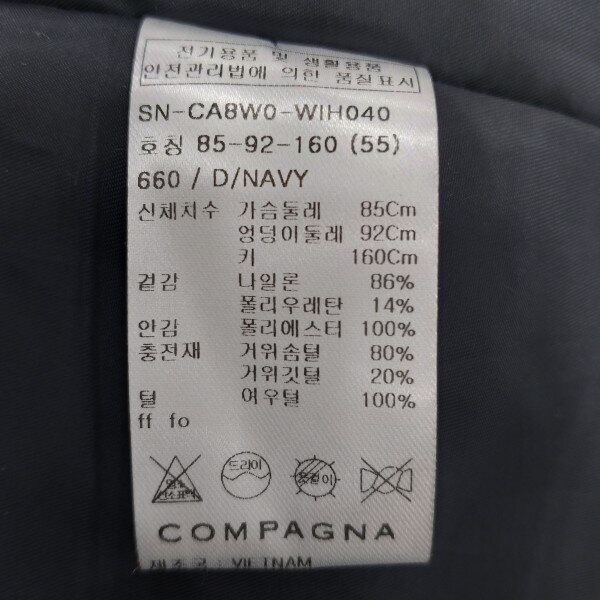 전기용품 및 생활용품
안전관리법에 의한 품질표시
SN-CA8W0-WIH040
호칭 85-92-160 (55)
660 / D/NAVY
신체치수 가슴둘레 85Cm
엉덩이둘레 92Cm
키 160Cm
겉감 나일론 86%
폴리우레탄 14%
안감 폴리에스터 100%
충전재 거위솜털 80%
거위깃털 20%
털 여우털 100%
ff fo
드라이
COMPAGNA
제조국 : VIETNAM